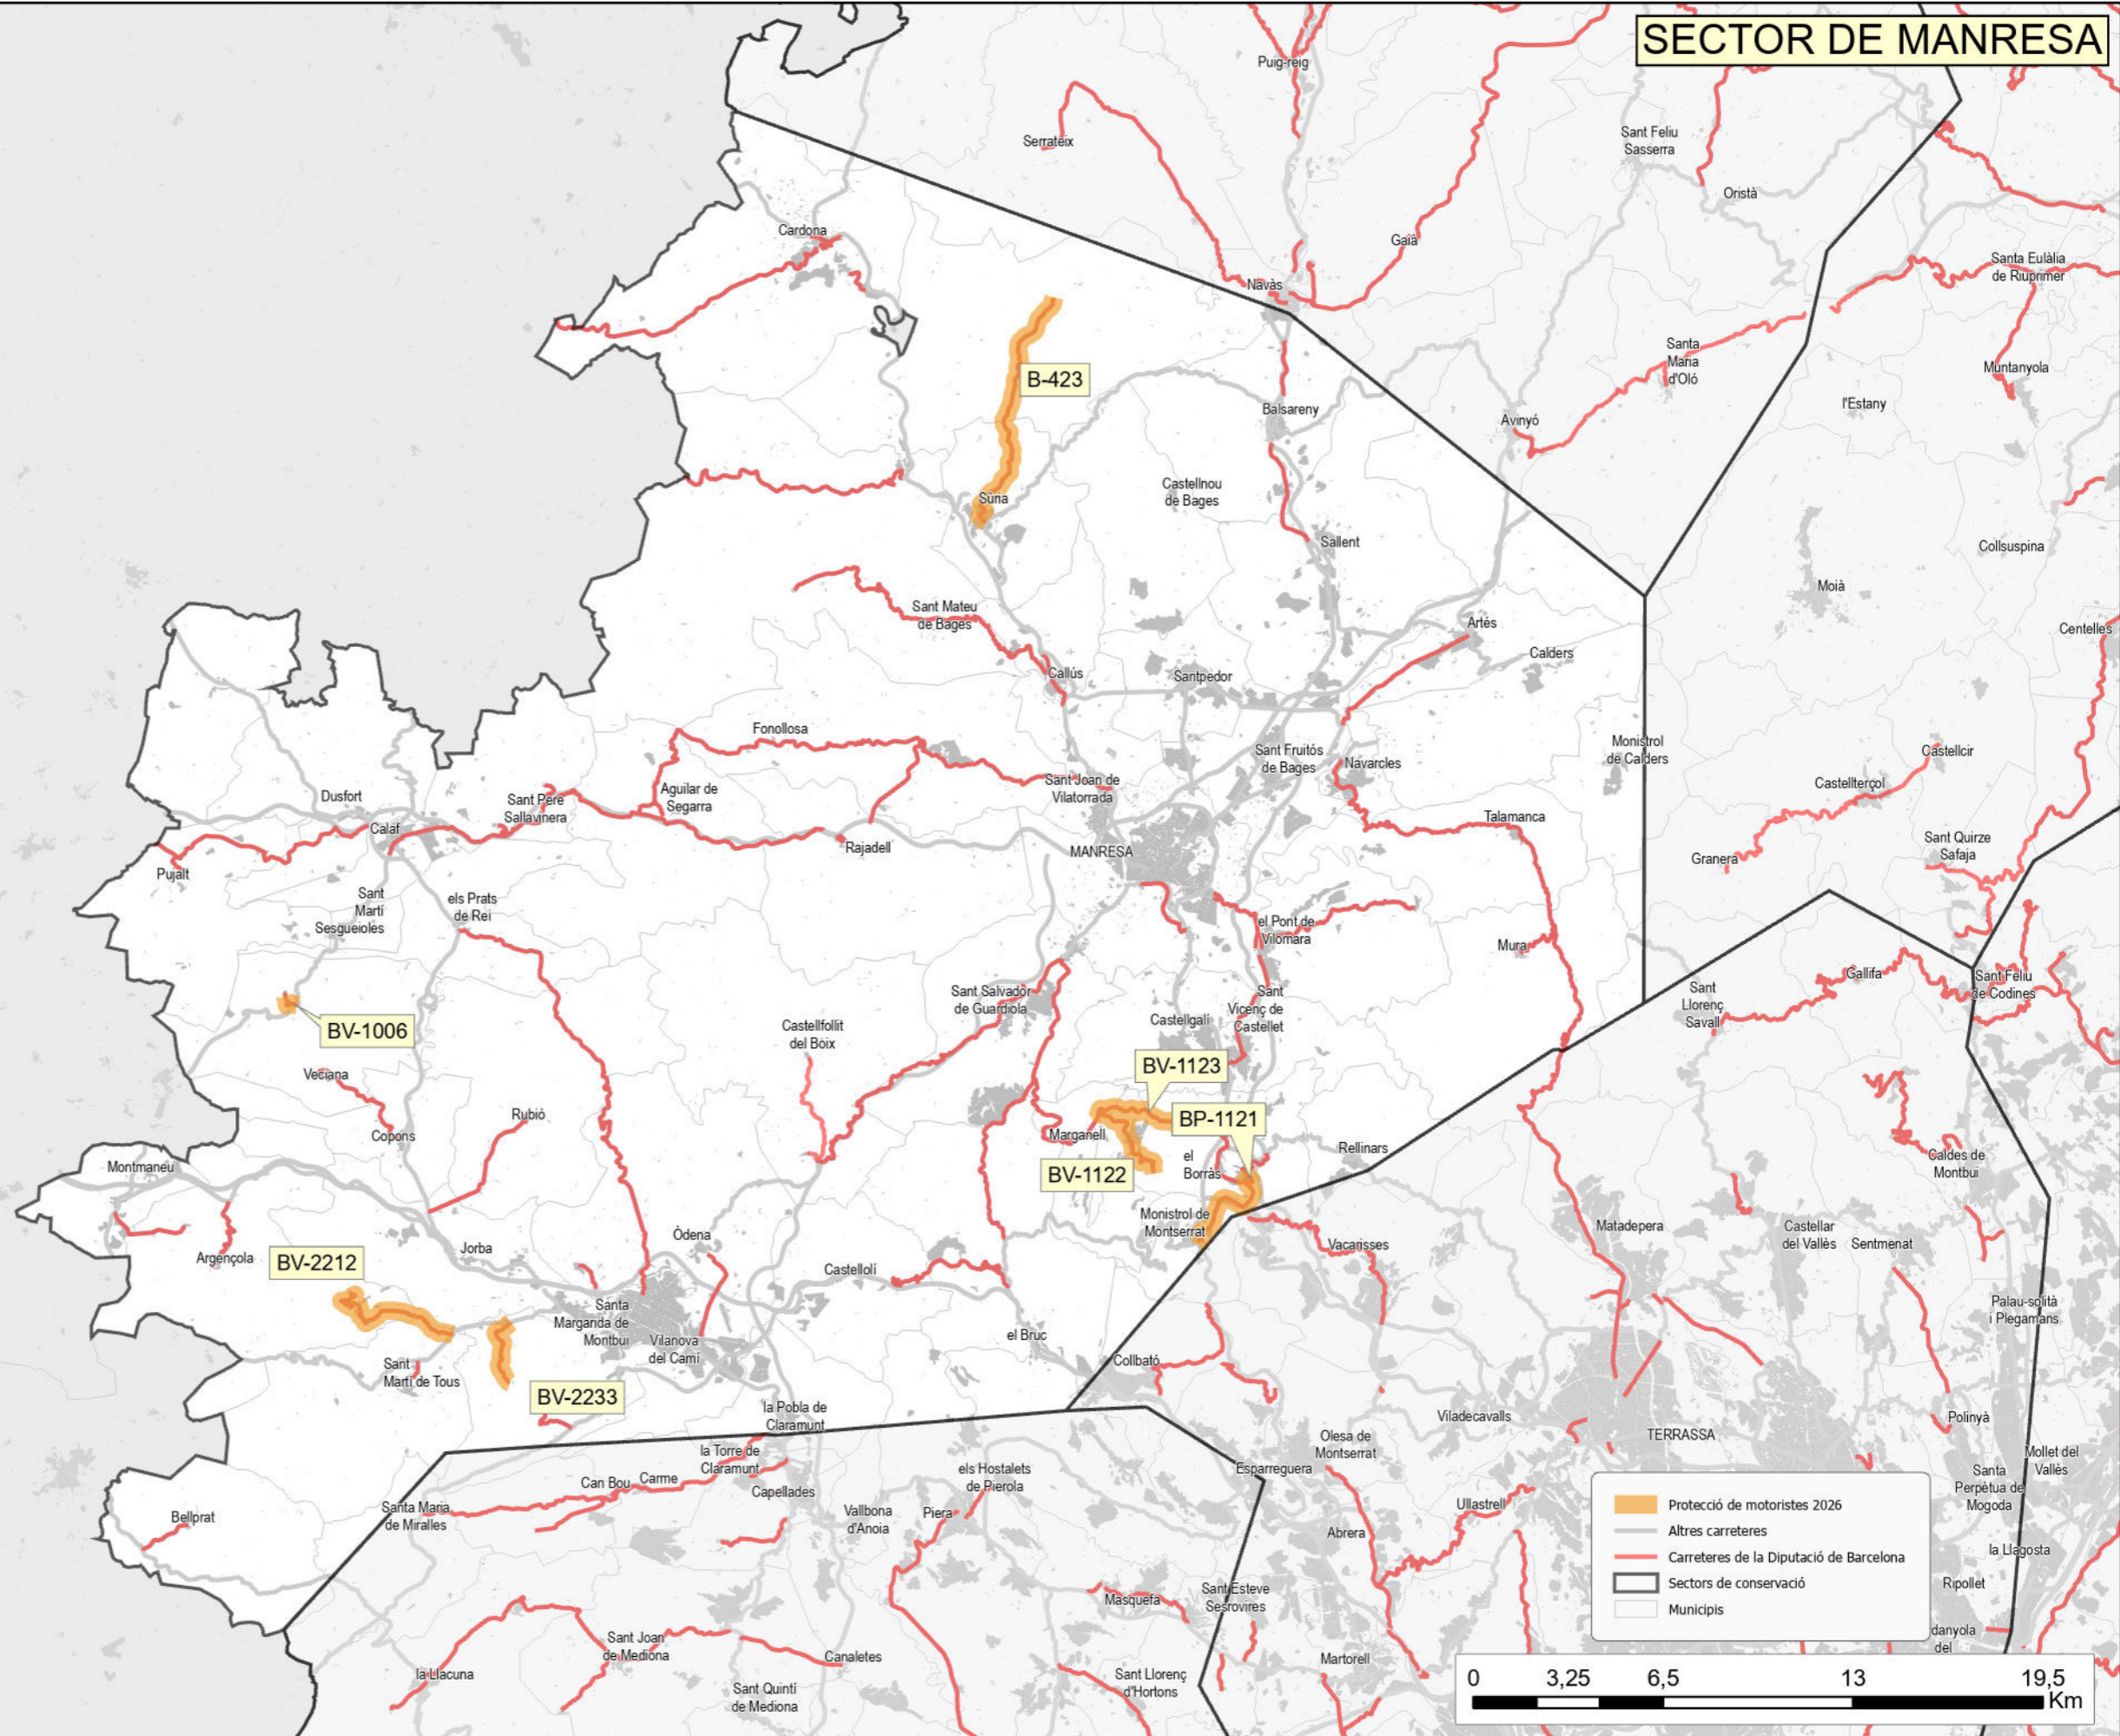 SECTOR DE MANRESA
Puig-reig
Serrateix
Sant Feliu
Sasserra
Oristà
Cardona
Gaià
Santa Eulàlia
de Riuprimer
Navàs
Santa
Maria
d'Oló
Muntanyola
B-423
l'Estany
Balsareny
Avinyó
Súria
Castellnou
de Bages
Sallent
Collsuspina
Moià
Sant Mateu
de Bages
Artés
Centelles
Calders
Callús
Santpedor
Fonollosa
Monistrol
de Calders
Sant Fruitós
de Bages
Navarcles
Castellcir
Castellterçol
Sant Joan de
Vilatorrada
Aguilar de
Segarra
Dusfort
Sant Pere
Sallavinera
Talamanca
Calaf
Sant Quirze
Safaja
Rajadell
MANRESA
Granera
Pujalt
Sant
Martí
Sesgueioles
els Prats
de Rei
el Pont de
Vilomara
Mura
Gallifa
Sant Feliu
de Codines
Sant
Llorenç
Savall
Sant Salvador
de Guardiola
Sant
Vicenç de
Castellet
Castellgalí
BV-1006
Castellfollit
del Boix
BV-1123
Veciana
BP-1121
Rubió
Copons
Marganell
Rellinars
el
Borràs
Caldes de
Montbui
BV-1122
Montmaneu
Monistrol de
Montserrat
Matadepera
Castellar
del Vallès
Sentmenat
Òdena
Vacarisses
Jorba
Argençola
BV-2212
Castellolí
Santa
Margarida de
Montbui
Palau-solità
i Plegamans
Vilanova
del Camí
el Bruc
Collbató
Sant
Martí de Tous
BV-2233
la Pobla de
Claramunt
Viladecavalls
Polinyà
TERRASSA
Olesa de
Montserrat
la Torre de
Claramunt
Mollet del
Vallès
Esparreguera
els Hostalets
de Pierola
Can Bou
Carme
Capellades
Santa
Perpètua de
Mogoda
Santa Maria
de Miralles
Bellprat
Vallbona
d'Anoia
Piera
Ullastrell
Abrera
la Llagosta
Ripollet
Sant Esteve
Sesrovires
Masquefa
danyola
del
Sant Joan
de Mediona
Canaletes
Martorell
la Llacuna
Sant Llorenç
d'Hortons
Sant Quintí
de Mediona
Protecció de motoristes 2026
Altres carreteres
Carreteres de la Diputació de Barcelona
Sectors de conservació
Municipis
0 3,25 6,5 13 19,5
Km